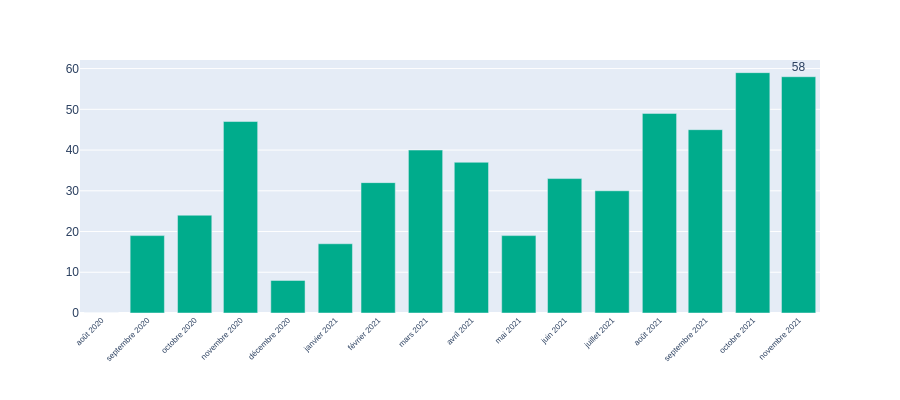 60
50
40
30
20
10
0
58
août 2020
septembre 2020
octobre 2020
novembre 2020
décembre 2020
janvier 2021
février 2021
mars 2021
avril 2021
mai 2021
juin 2021
juillet 2021
août 2021
septembre 2021
octobre 2021
novembre 2021